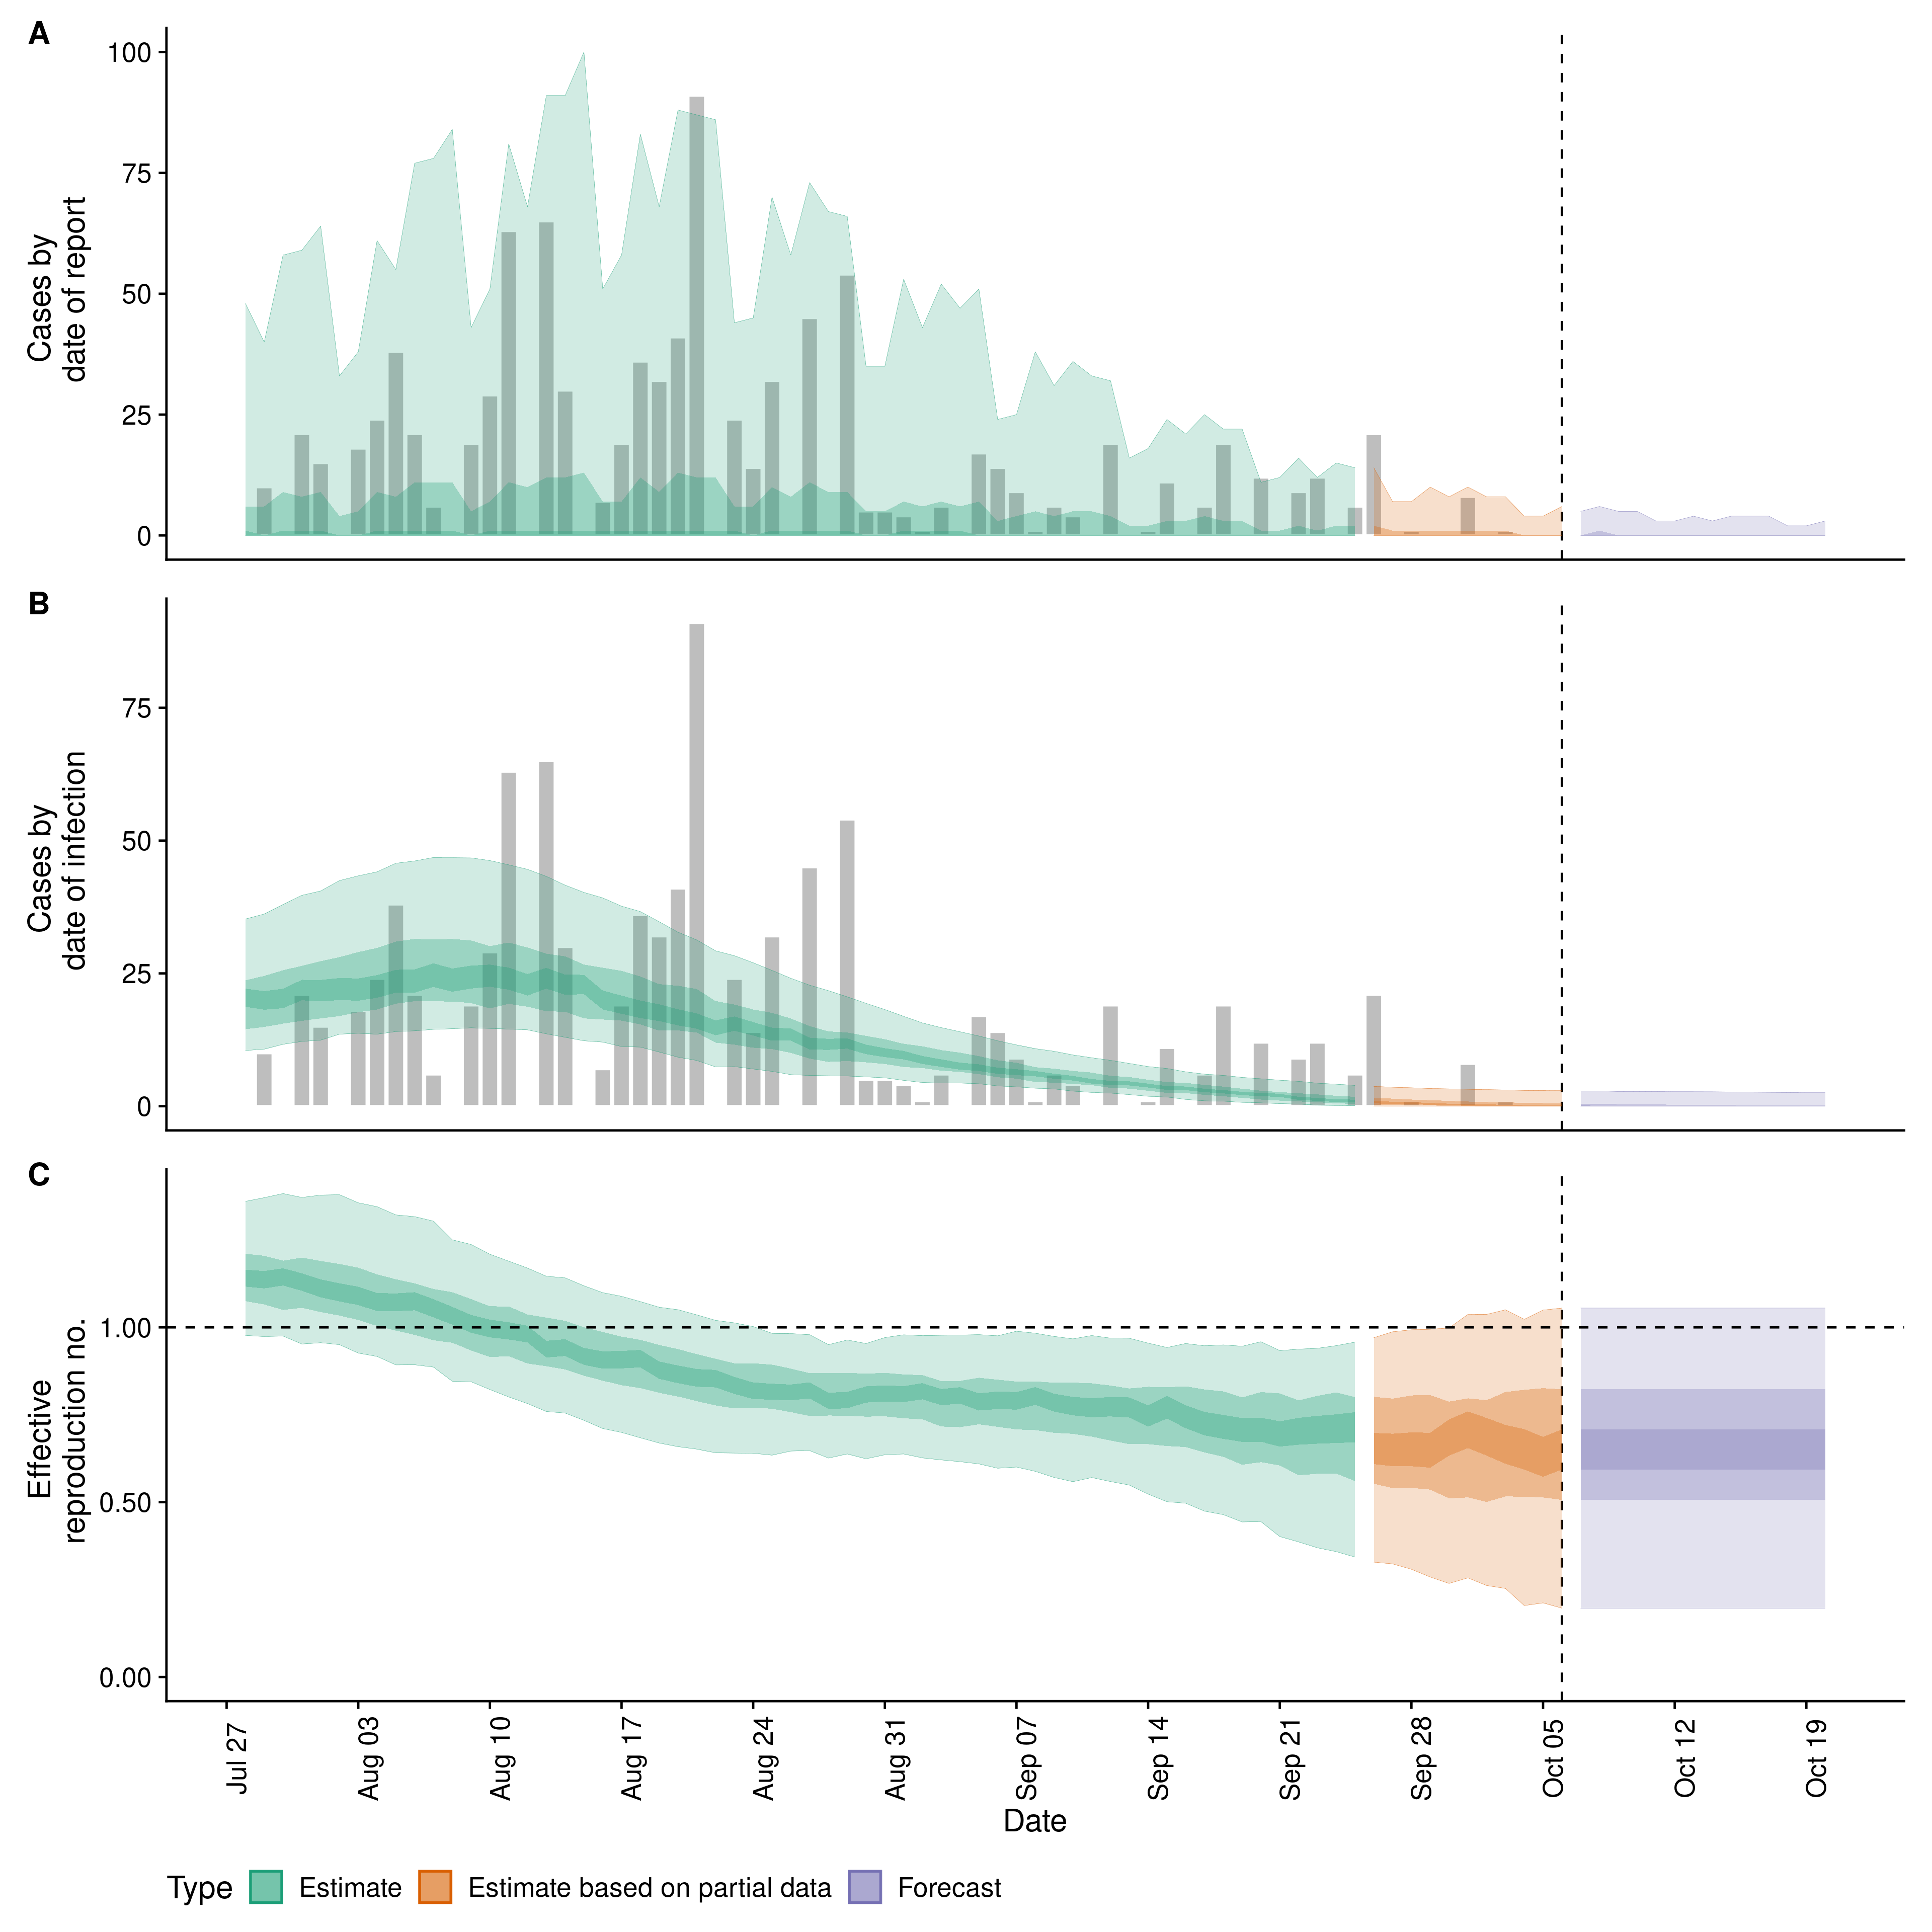 A
100
75
50
25
0
Cases by
date of report
B
75
50
25
0
Cases by
date of infection
C
1.00
0.50
0.00
Effective
reproduction no.
Jul 27
Aug 03
Aug 10
Aug 17
Aug 24
Aug 31
Sep 07
Sep 14
Sep 21
Sep 28
Oct 05
Oct 12
Oct 19
Date
Type Estimate Estimate based on partial data Forecast